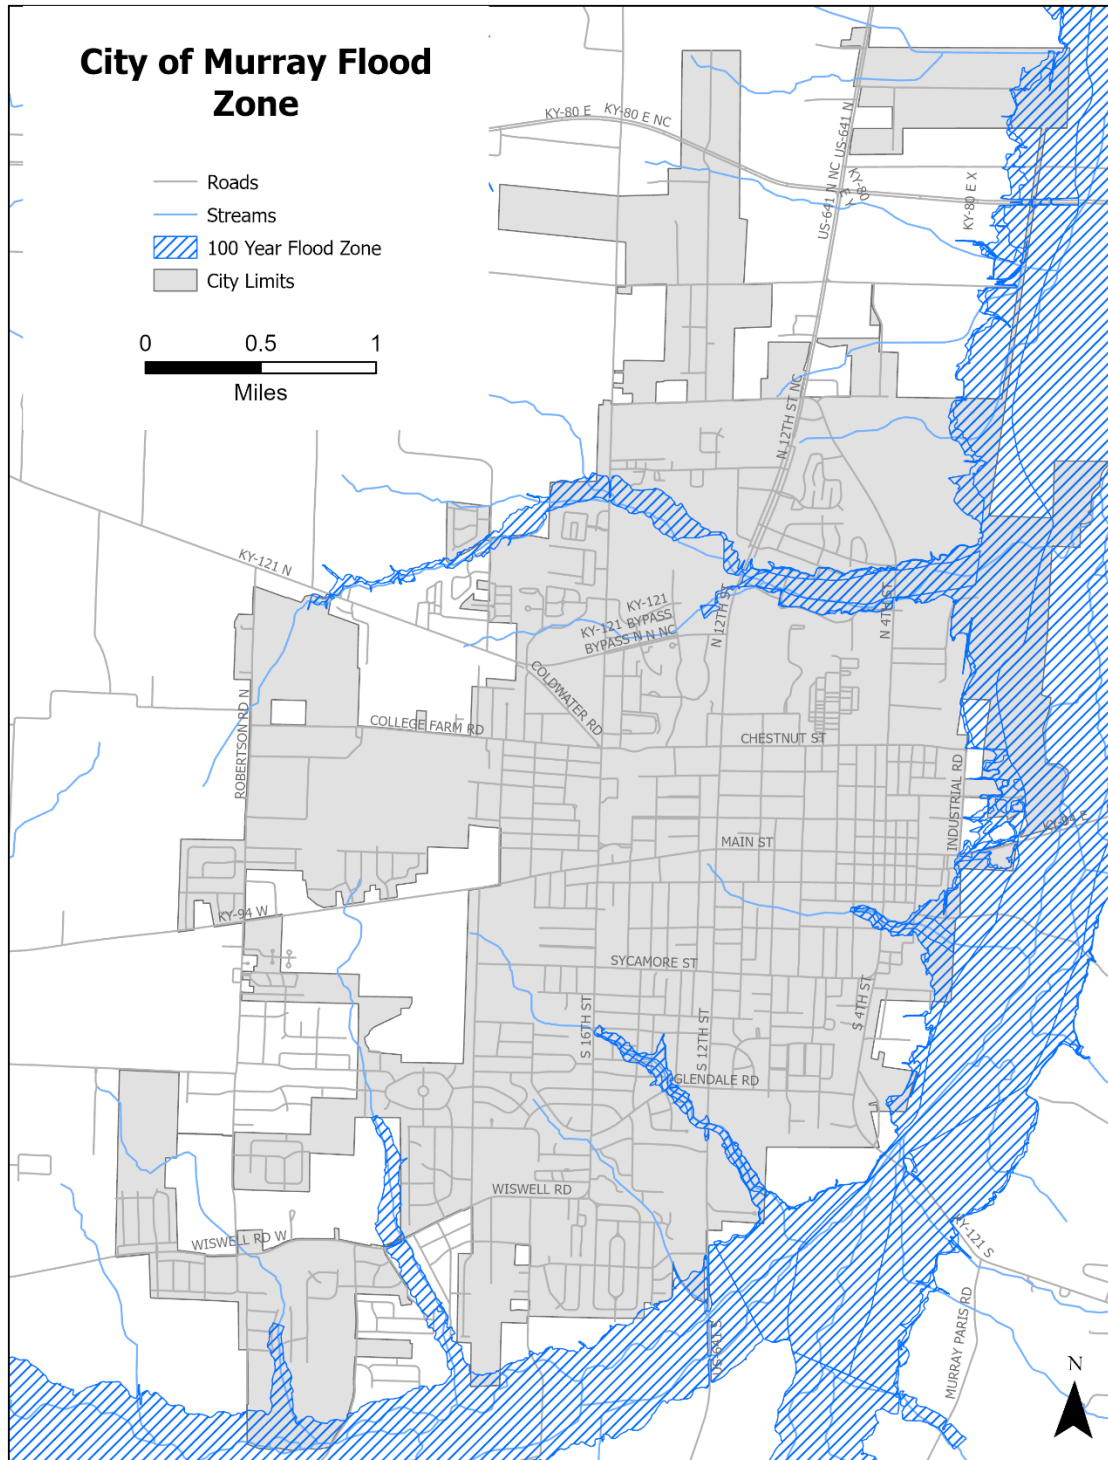 City of Murray Flood
Zone
Roads
Streams
100 Year Flood Zone
City Limits
0 0.5 1
Miles
KY-80 E
KY-80 E NC
US-641 N NC
US-641 N
KY-80
E Y
KY-80 E X
N 12TH ST NC
KY-121 N
KY-121
KY-121 BYPASS
BYPASS N N NC
N 12TH ST
N 4TH ST
COLDWATER RD
ROBERTSON RD N
COLLEGE FARM RD
CHESTNUT ST
INDUSTRIAL RD
KY-94 E
MAIN ST
KY-94 W
SYCAMORE ST
S 16TH ST
S 12TH ST
S 4TH ST
GLENDALE RD
WISWELL RD
WISWELL RD W
KY-121 S
US-641 S
MURRAY PARIS RD
N